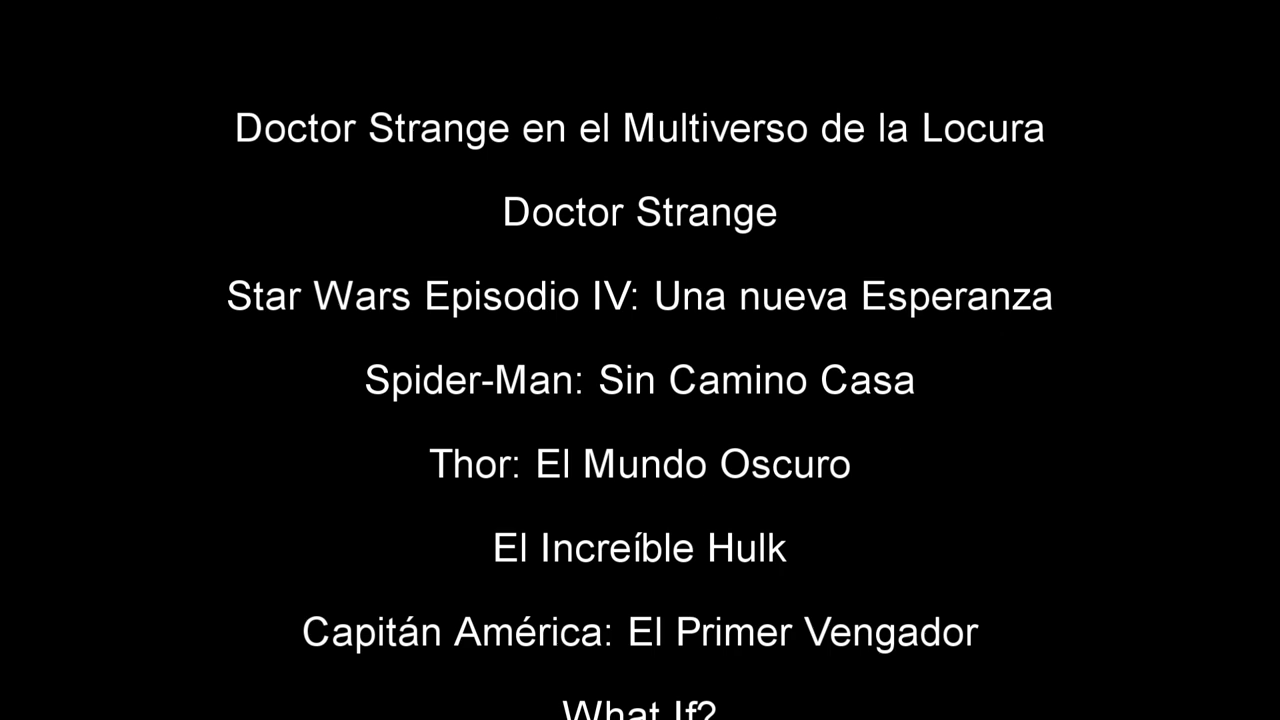 Doctor Strange en el Multiverso de la Locura
Doctor Strange
Star Wars Episodio IV: Una nueva Esperanza
Spider-Man: Sin Camino Casa
Thor: El Mundo Oscuro
El Increíble Hulk
Capitán América: El Primer Vengador
What If?